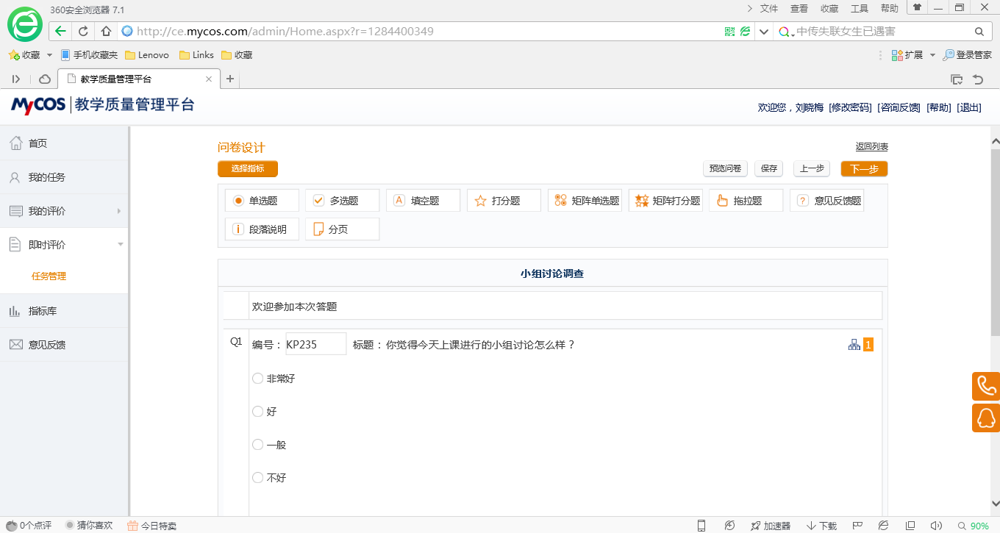 360安全浏览器 7.1
文件 查看 收藏 工具 帮助
http://ce.mycos.com/admin/Home.aspx?r=1284400349
中传失联女生已遇害
收藏 手机收藏夹 Lenovo Links 收藏
扩展 登录管家
教学质量管理平台
MyCOS 教学质量管理平台
欢迎您，刘晓梅 [修改密码] [咨询反馈] [帮助] [退出]
首页
我的任务
我的评价
即时评价
任务管理
指标库
意见反馈
问卷设计
返回列表
选择指标
预览问卷 保存 上一步 下一步
单选题 多选题 A 填空题 打分题 矩阵单选题 矩阵打分题 拖拉题 ? 意见反馈题
i 段落说明 分页
小组讨论调查
欢迎参加本次答题
Q1 编号： KP235 标题： 你觉得今天上课进行的小组讨论怎么样？ 1
非常好
好
一般
不好
0个点评 猜你喜欢 今日特卖
加速器 下载 90%